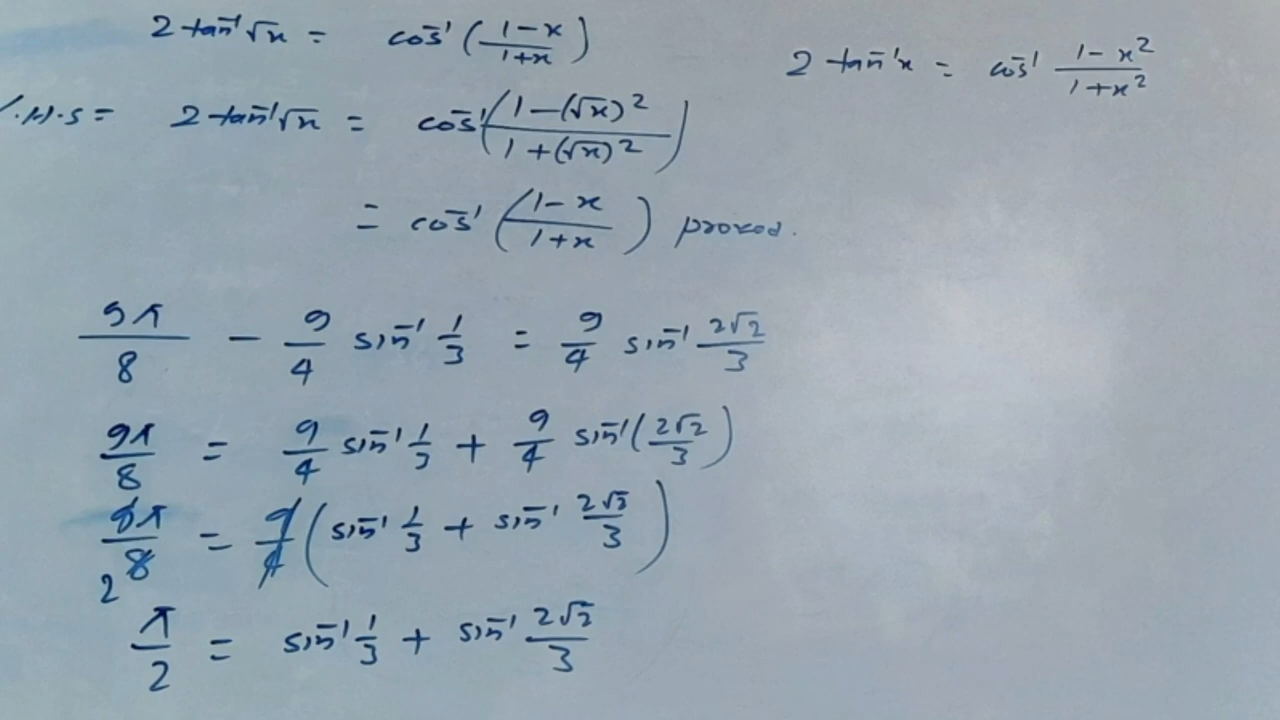 2 tan⁻¹√x = cos⁻¹(1-x/1+x)
2 tan⁻¹x = cos⁻¹ 1-x²/1+x²
L.H.S = 2 tan⁻¹√x = cos⁻¹(1-(√x)²/1+(√x)²)
= cos⁻¹(1-x/1+x) proved.
9π/8 - 9/4 sin⁻¹ 1/3 = 9/4 sin⁻¹ 2√2/3
9π/8 = 9/4 sin⁻¹ 1/3 + 9/4 sin⁻¹(2√2/3)
9π/8 2 = 9/4 (sin⁻¹ 1/3 + sin⁻¹ 2√2/3)
π/2 = sin⁻¹ 1/3 + sin⁻¹ 2√2/3